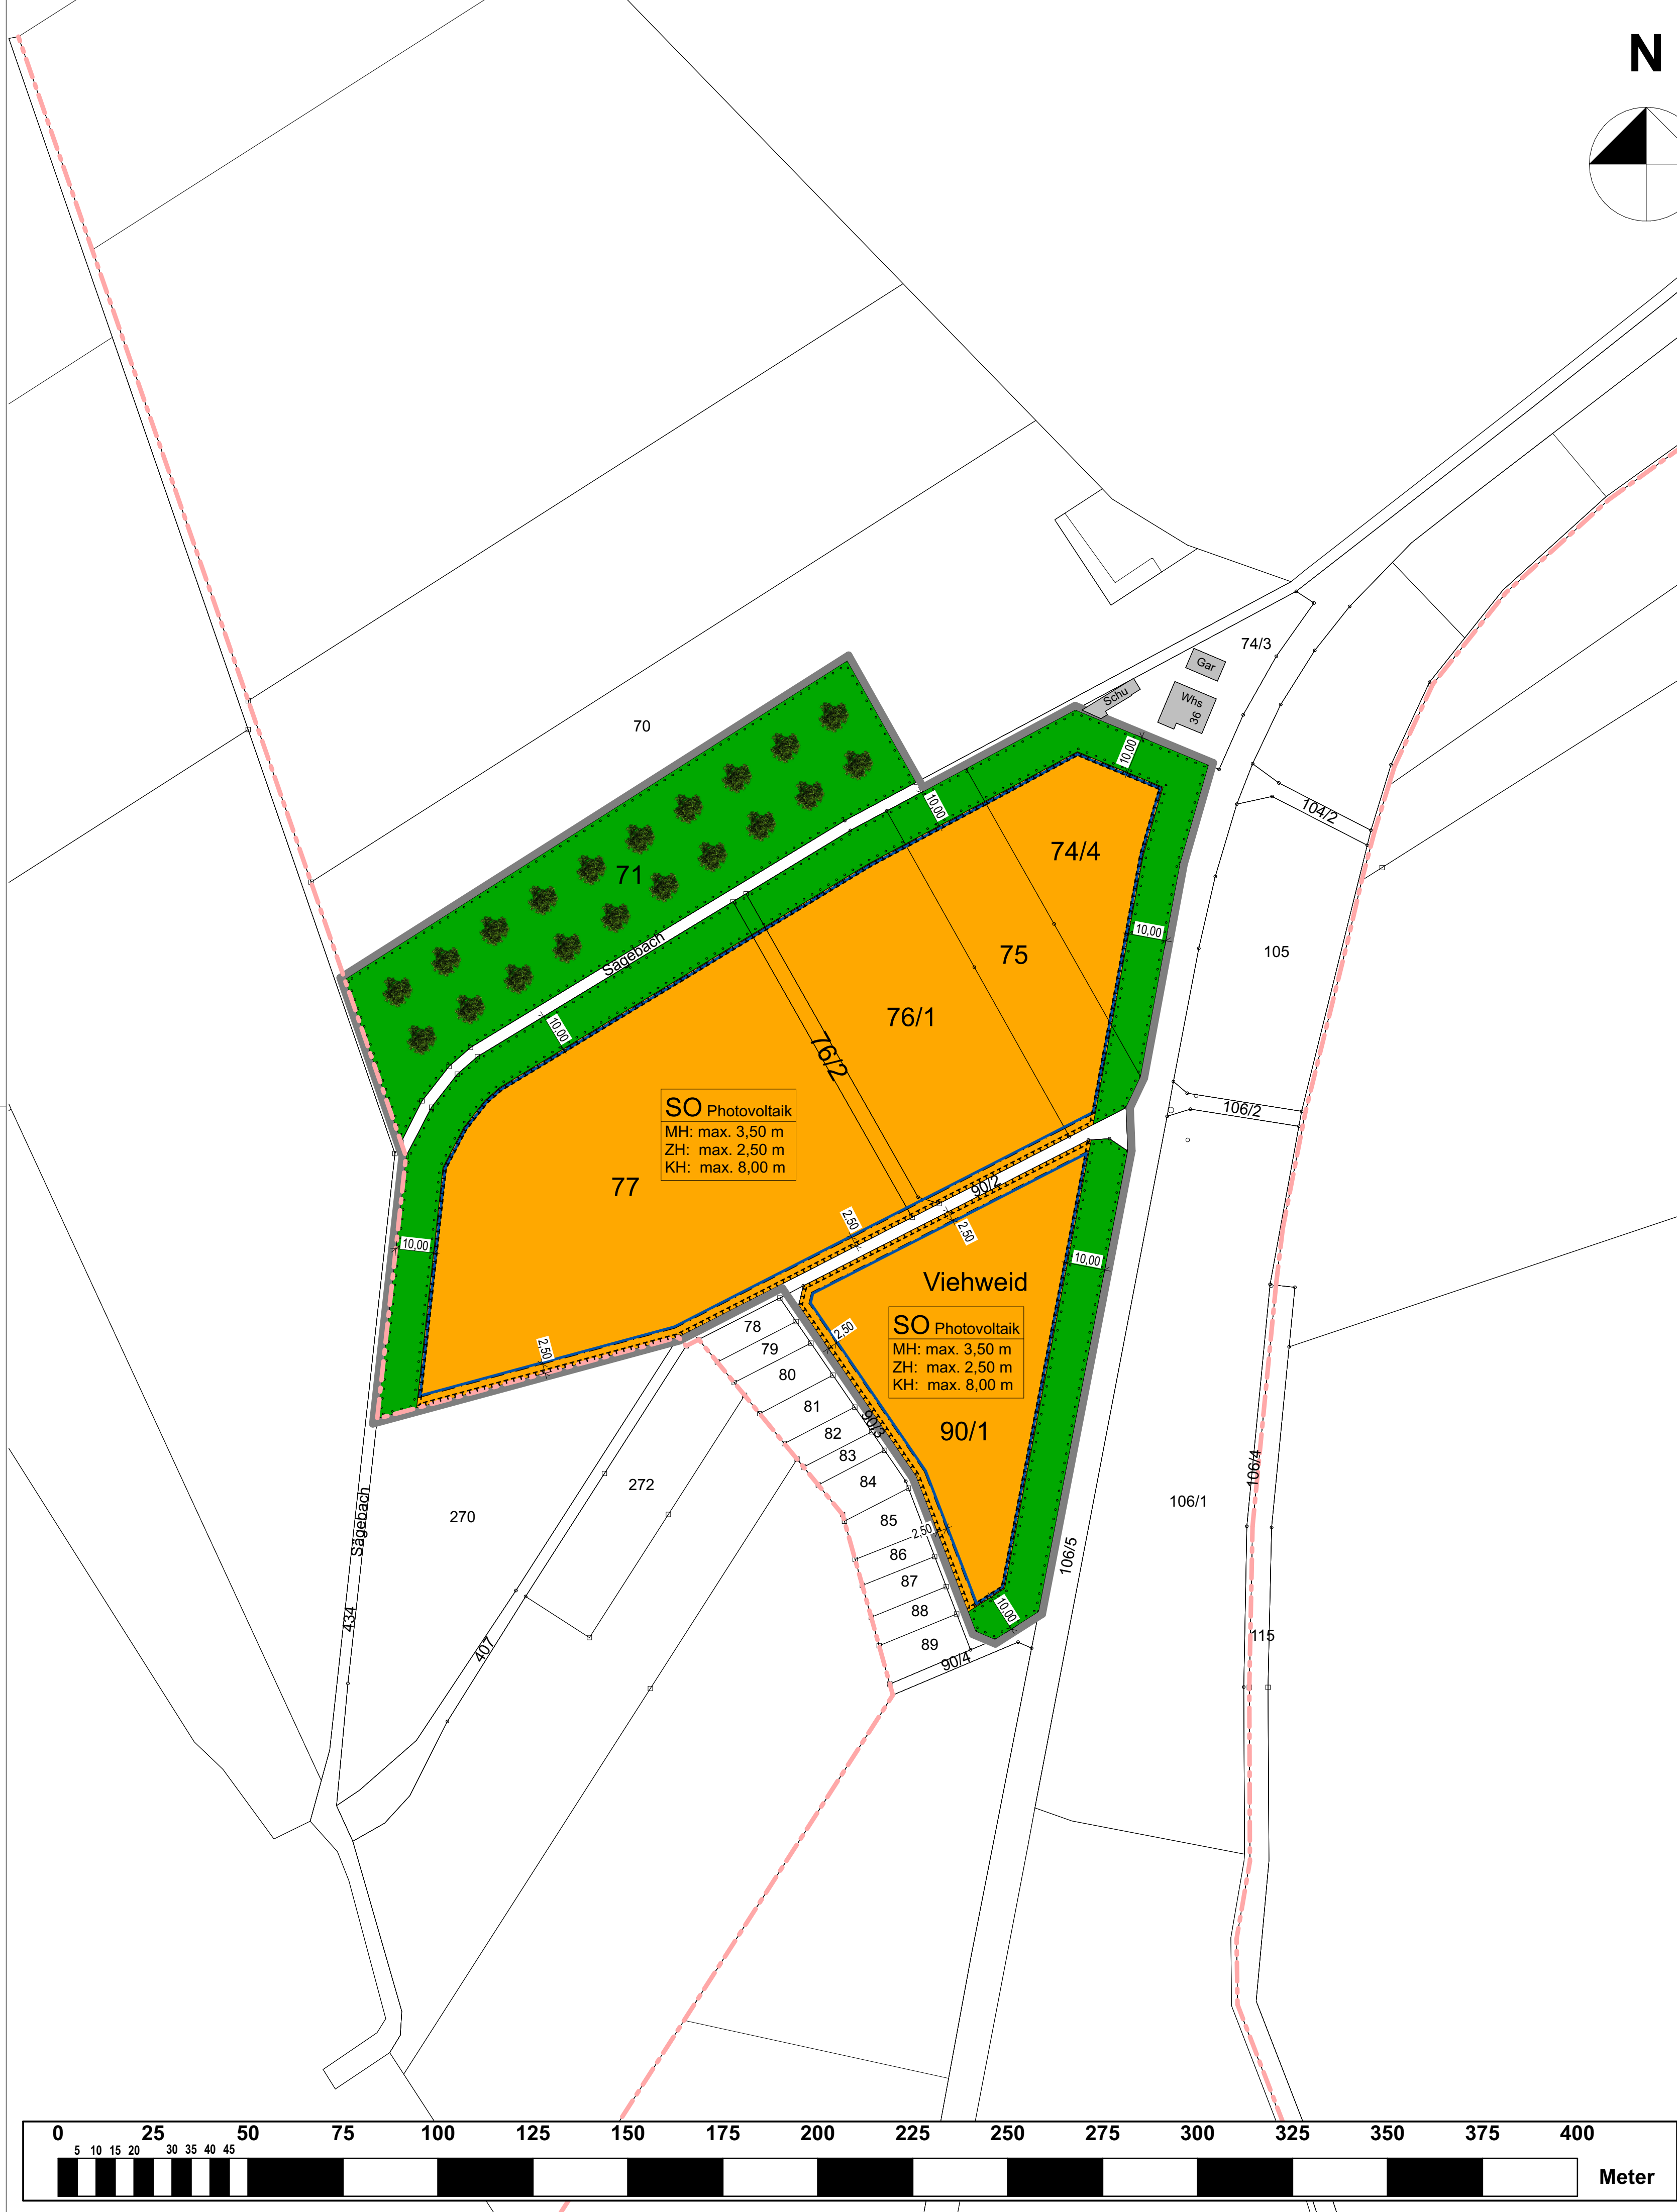 N
74/3
Gar
Schu
Whs
36
70
10,00
10,00
104/2
71
74/4
10,00
105
75
Sägebach
76/1
10,00
76/2
106/2
SO Photovoltaik
MH: max. 3,50 m
ZH: max. 2,50 m
KH: max. 8,00 m
77
90/2
2,50
2,50
10,00
10,00
Viehweid
SO Photovoltaik
MH: max. 3,50 m
ZH: max. 2,50 m
KH: max. 8,00 m
78
2,50
79
2,50
80
81
90/3
90/1
82
83
84
272
106/4
106/1
270
Sägebach
85
2,50
86
106/5
87
88
10,00
434
407
89
115
90/4
0 25 50 75 100 125 150 175 200 225 250 275 300 325 350 375 400
5 10 15 20 30 35 40 45
Meter